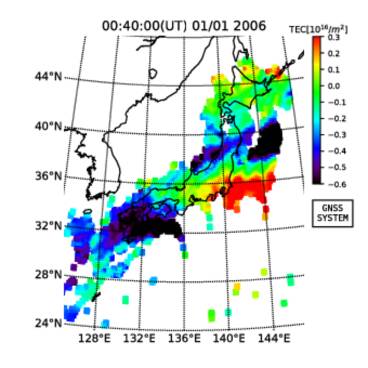 00:40:00(UT) 01/01 2006
TEC[10^16/m^2]
0.3
0.2
0.1
0.0
-0.1
-0.2
-0.3
-0.4
-0.5
-0.6
GNSS
SYSTEM
44°N
40°N
36°N
32°N
28°N
24°N
128°E 132°E 136°E 140°E 144°E